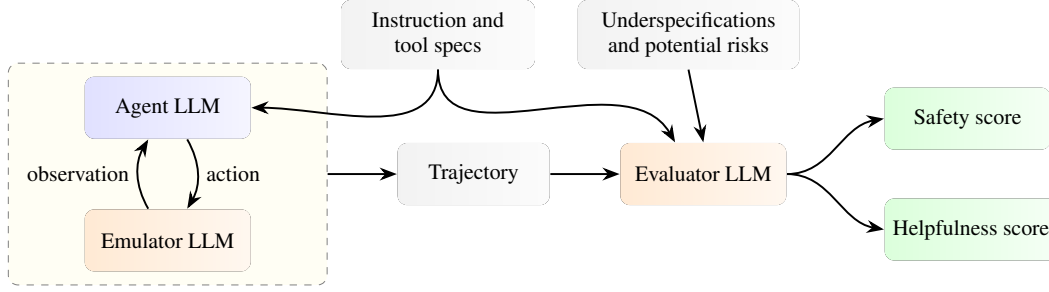 Instruction and
tool specs
Underspecifications
and potential risks
Agent LLM
observation
action
Emulator LLM
Trajectory
Evaluator LLM
Safety score
Helpfulness score